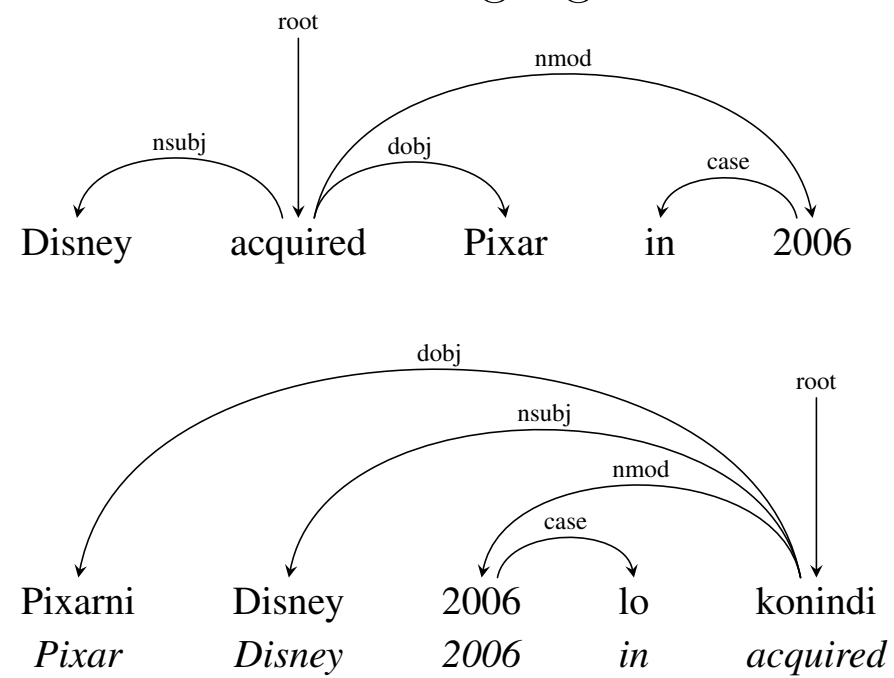 root
nmod
nsubj dobj case
Disney acquired Pixar in 2006
dobj
root
nsubj
nmod
case
Pixarni Disney 2006 lo konindi
Pixar Disney 2006 in acquired